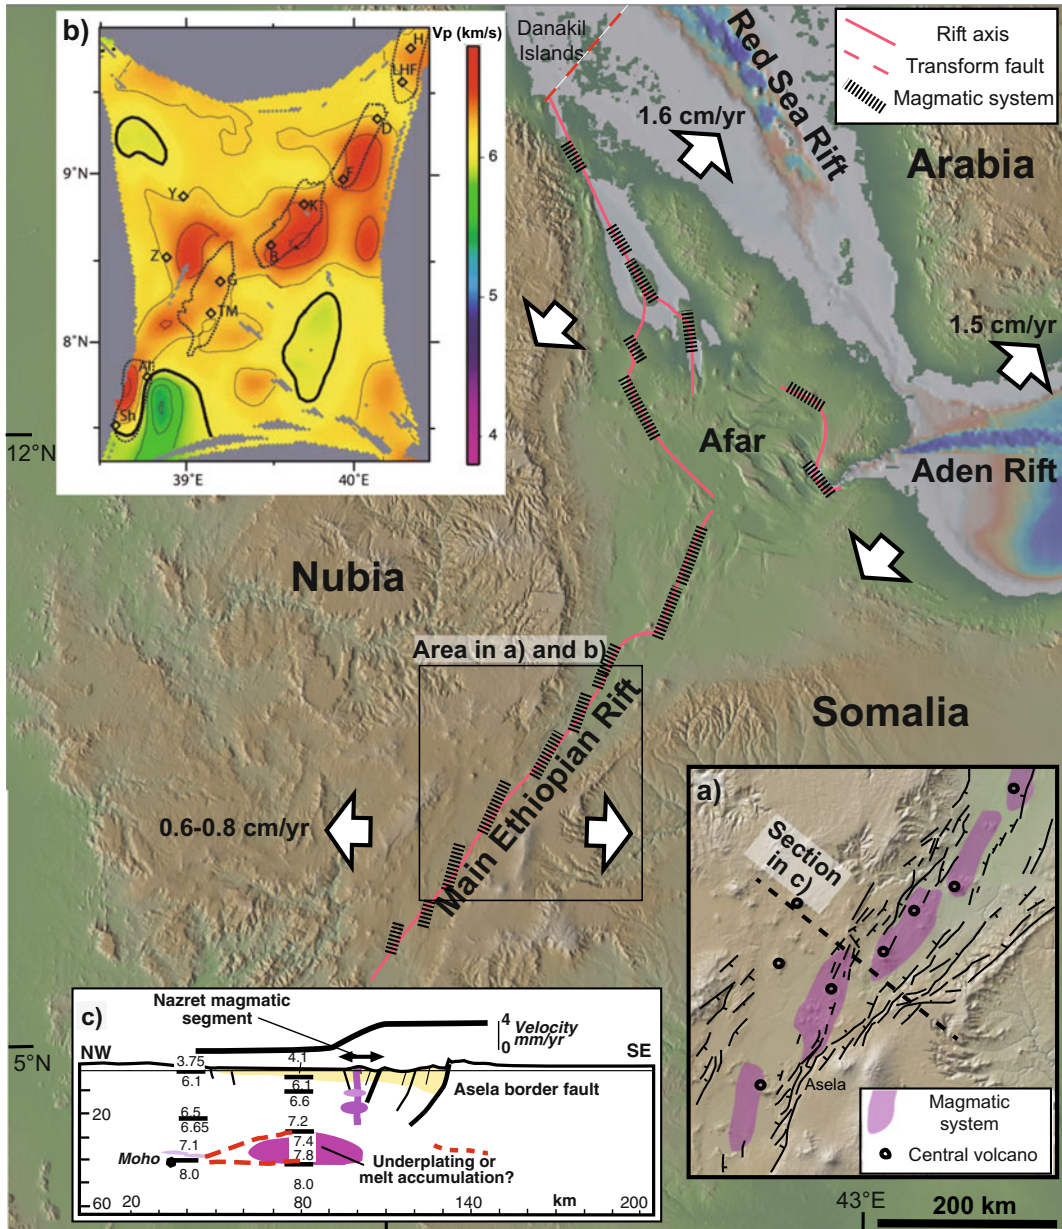 b)
Vp (km/s)
6
5
4
9°N
8°N
39°E
40°E
H
LHF
D
F
Y
K
B
Z
G
TM
Al
Sh
Danakil
Islands
Red Sea Rift
Rift axis
Transform fault
Magmatic system
1.6 cm/yr
Arabia
1.5 cm/yr
12°N
Afar
Aden Rift
Nubia
Area in a) and b)
Somalia
Main Ethiopian Rift
0.6-0.8 cm/yr
a)
Section
in c)
Asela
Magmatic
system
Central volcano
c)
Nazret magmatic
segment
4
0
Velocity
mm/yr
5°N
NW
SE
3.75
4.1
6.1
6.1
6.6
Asela border fault
20
6.5
6.65
7.2
7.1
7.4
7.8
Moho
8.0
8.0
Underplating or
melt accumulation?
60
20
80
km
140
200
43°E
200 km